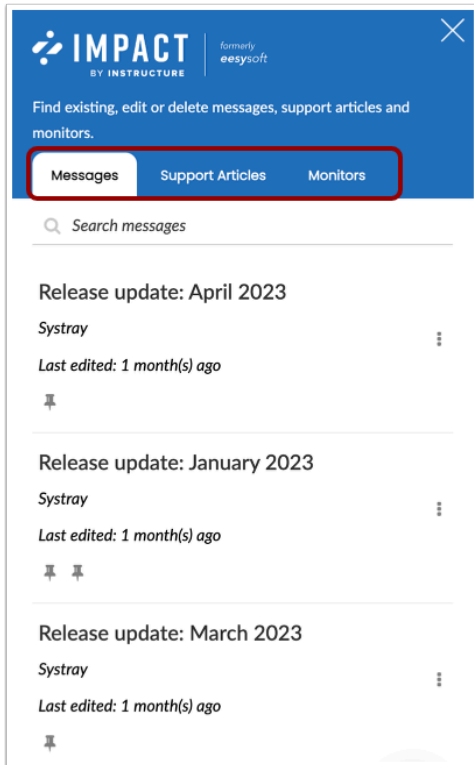 IMPACT
BY INSTRUCTURE
formerly
eesysoft
Find existing, edit or delete messages, support articles and
monitors.
Messages Support Articles Monitors
Search messages
Release update: April 2023
Systray
Last edited: 1 month(s) ago
Release update: January 2023
Systray
Last edited: 1 month(s) ago
Release update: March 2023
Systray
Last edited: 1 month(s) ago